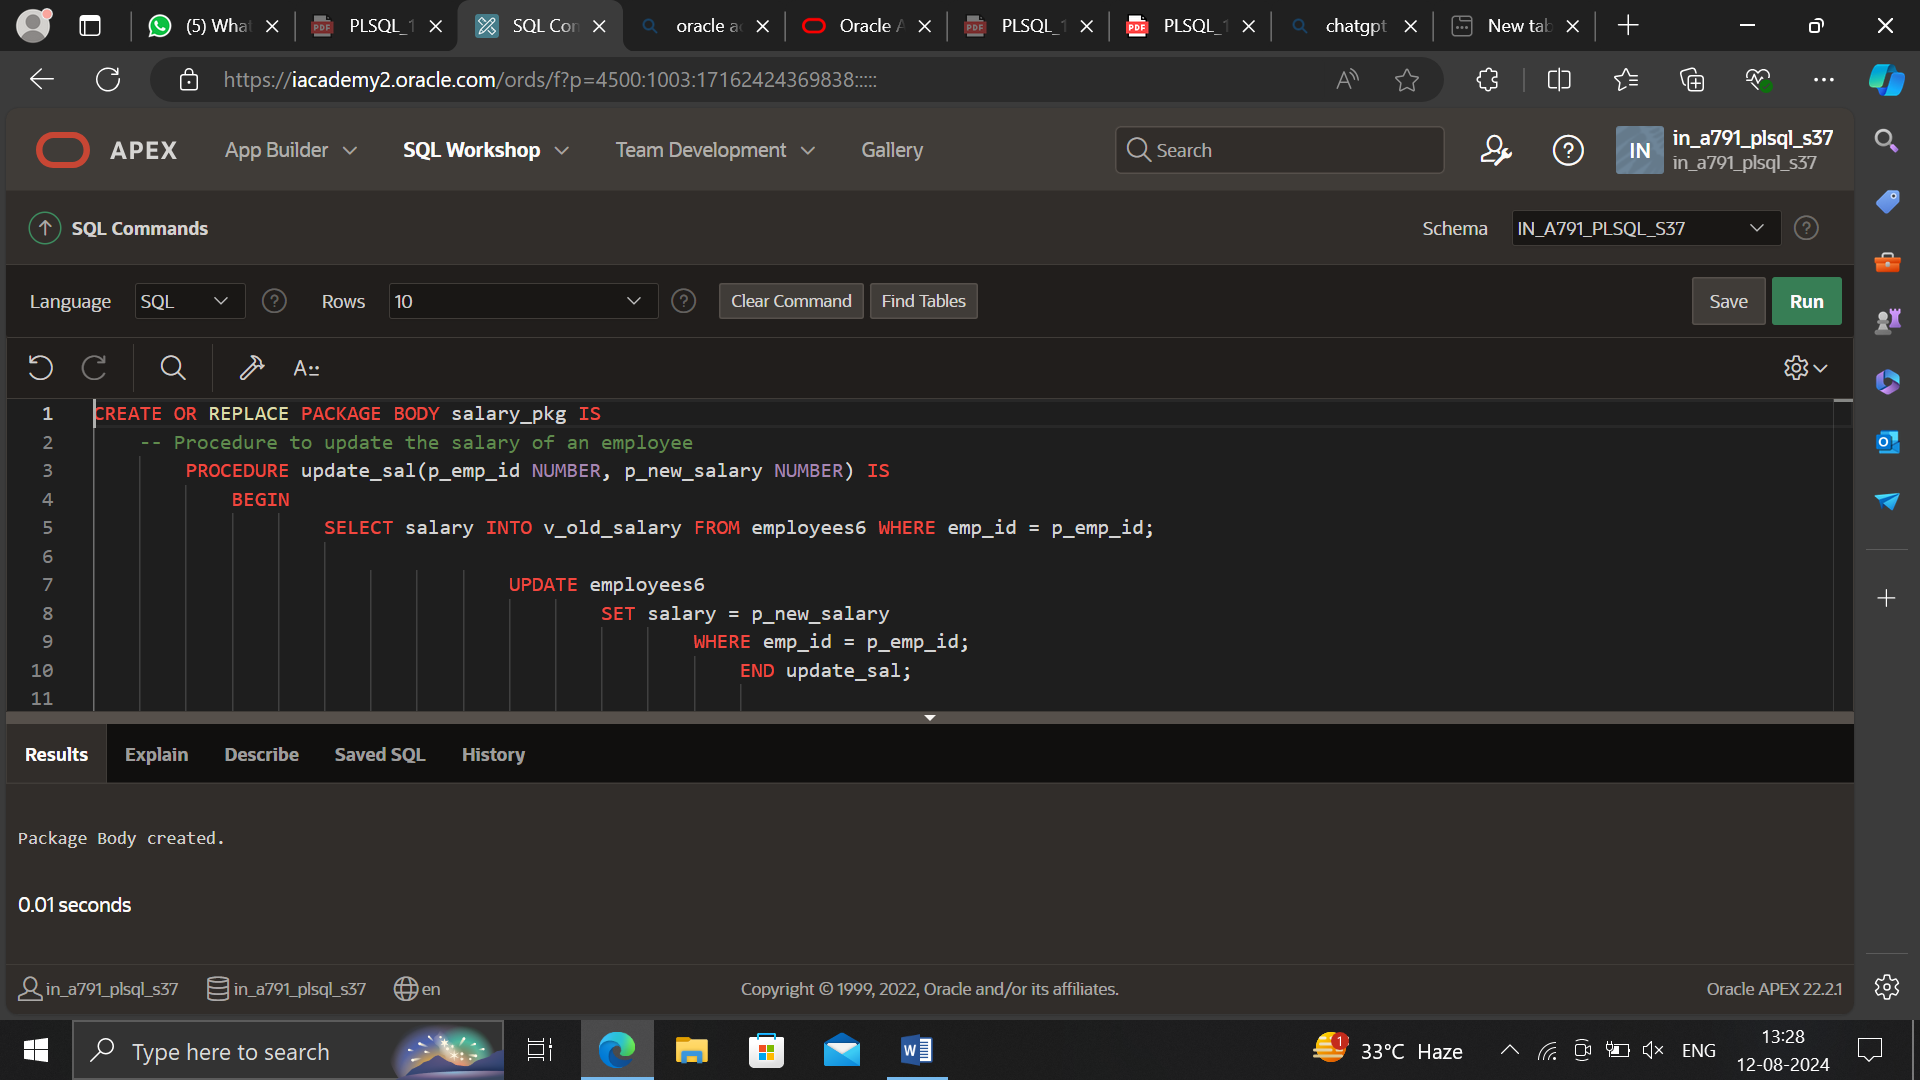 (5) What
PLSQL_1
SQL Con
oracle ac
Oracle A
PLSQL_1
PLSQL_1
chatgpt
New tab
https://iacademy2.oracle.com/ords/f?p=4500:1003:17162424369838:::::
APEX
App Builder
SQL Workshop
Team Development
Gallery
Search
IN
in_a791_plsql_s37
in_a791_plsql_s37
SQL Commands
Schema
IN_A791_PLSQL_S37
Language
SQL
Rows
10
Clear Command
Find Tables
Save
Run
1 CREATE OR REPLACE PACKAGE BODY salary_pkg IS
2 -- Procedure to update the salary of an employee
3 PROCEDURE update_sal(p_emp_id NUMBER, p_new_salary NUMBER) IS
4 BEGIN
5 SELECT salary INTO v_old_salary FROM employees6 WHERE emp_id = p_emp_id;
6
7 UPDATE employees6
8 SET salary = p_new_salary
9 WHERE emp_id = p_emp_id;
10 END update_sal;
11
Results
Explain
Describe
Saved SQL
History
Package Body created.
0.01 seconds
in_a791_plsql_s37
in_a791_plsql_s37
en
Copyright © 1999, 2022, Oracle and/or its affiliates.
Oracle APEX 22.2.1
Type here to search
1
33°C Haze
ENG
13:28
12-08-2024